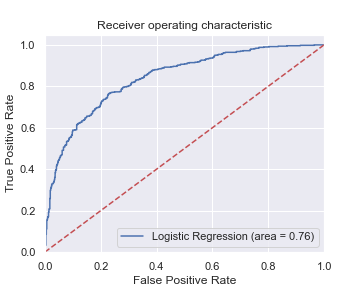 Receiver operating characteristic
True Positive Rate
1.0
0.8
0.6
0.4
0.2
0.0
Logistic Regression (area = 0.76)
0.0 0.2 0.4 0.6 0.8 1.0
False Positive Rate